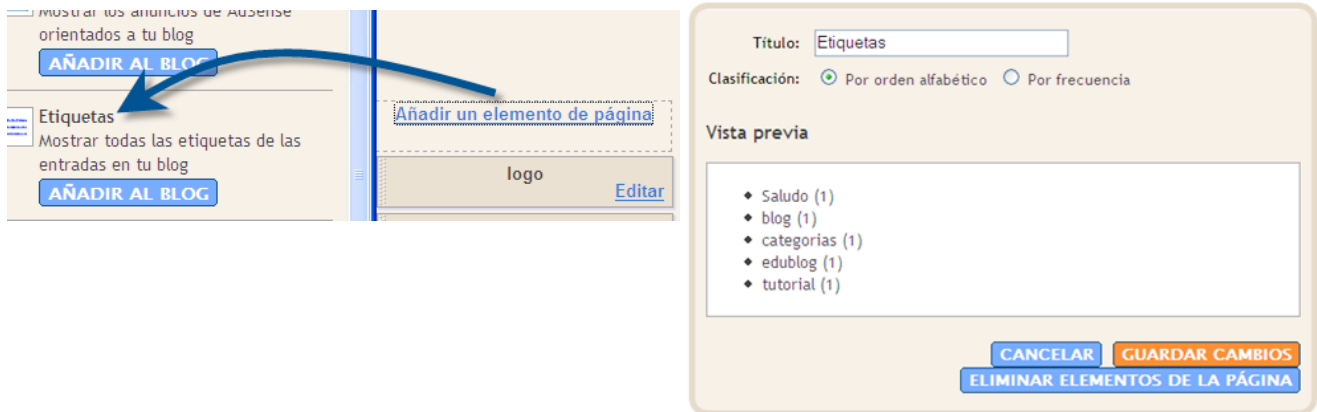 Mostrar los anuncios de AdSense
orientados a tu blog
AÑADIR AL BLOG
Etiquetas
Mostrar todas las etiquetas de las
entradas en tu blog
AÑADIR AL BLOG
Añadir un elemento de página
logo
Editar
Título: Etiquetas
Clasificación: Por orden alfabético Por frecuencia
Vista previa
Saludo (1)
blog (1)
categorias (1)
edublog (1)
tutorial (1)
CANCELAR GUARDAR CAMBIOS
ELIMINAR ELEMENTOS DE LA PÁGINA